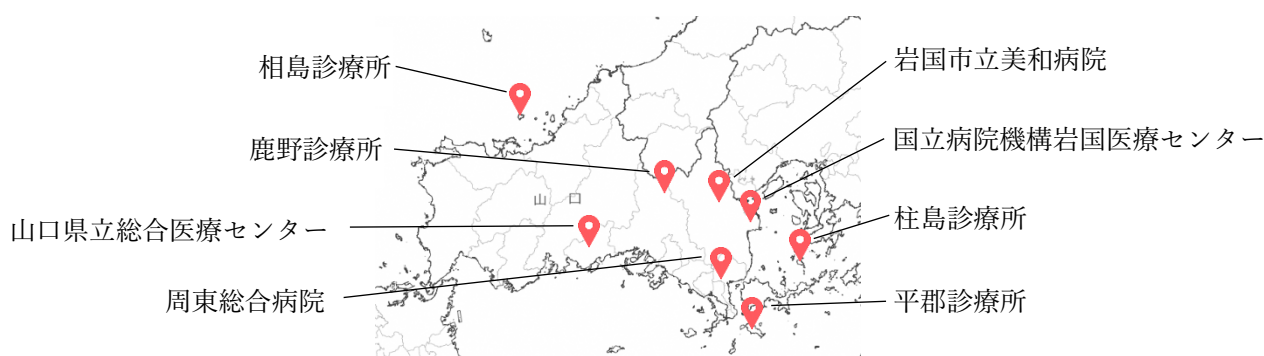 相島診療所
鹿野診療所
山口県立総合医療センター
周東総合病院
山口
岩国市立美和病院
国立病院機構岩国医療センター
柱島診療所
平郡診療所